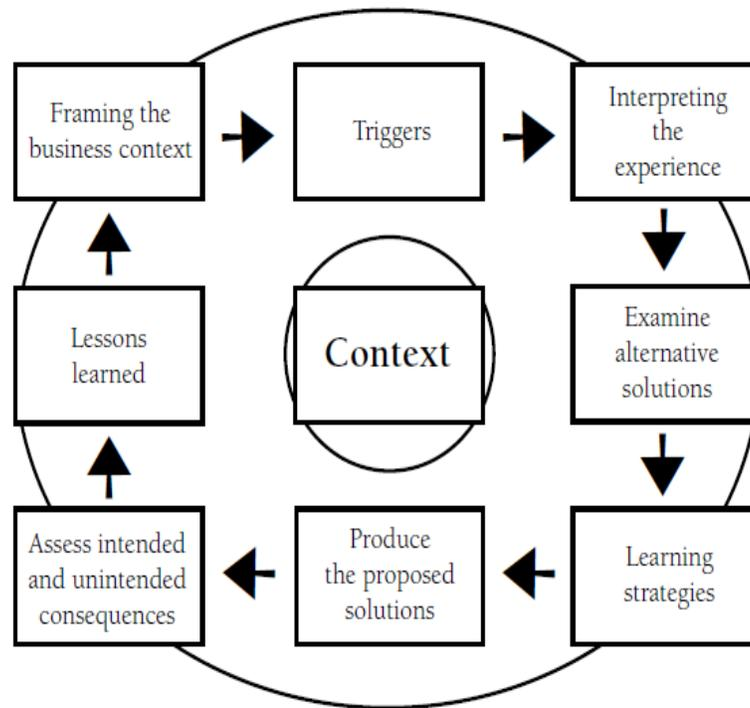 Framing the
business context
Triggers
Interpreting
the
experience
Lessons
learned
Context
Examine
alternative
solutions
Assess intended
and unintended
consequences
Produce
the proposed
solutions
Learning
strategies